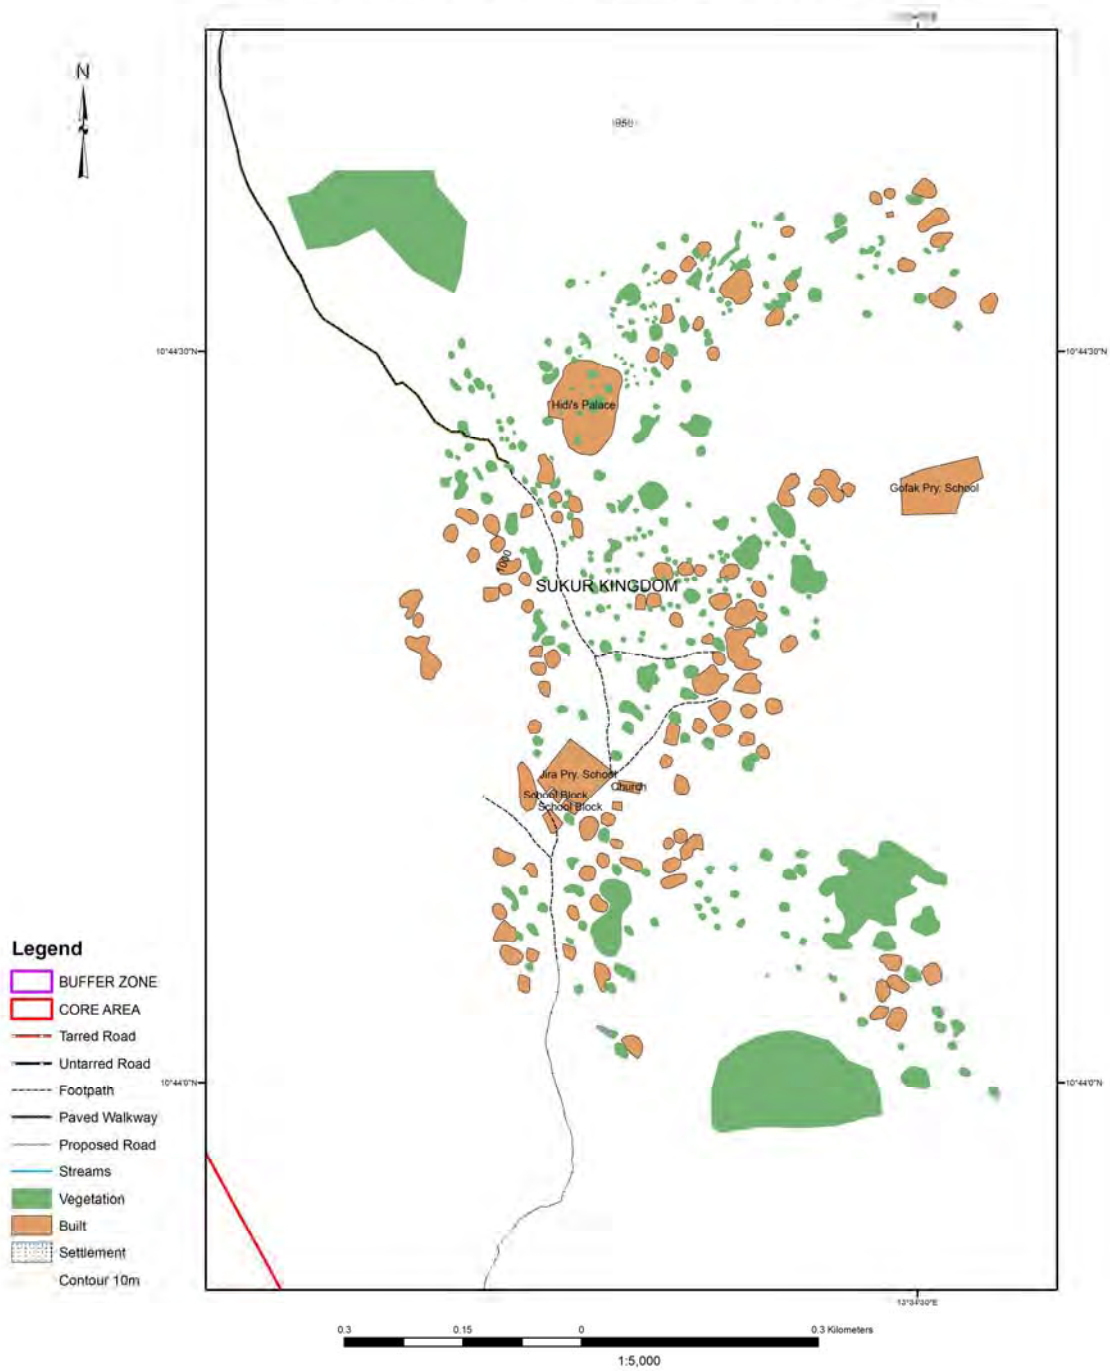 N
10°44'30"N
10°44'30"N
Hidi's Palace
Gofak Pry. School
1000
SUKUR KINGDOM
Jira Pry. School
Church
School Block
School Block
Legend
BUFFER ZONE
CORE AREA
Tarred Road
Untarred Road
Footpath
Paved Walkway
Proposed Road
Streams
Vegetation
Built
Settlement
Contour 10m
10°44'0"N
10°44'0"N
13°34'30"E
0.3 0.15 0 0.3 Kilometers
1:5,000